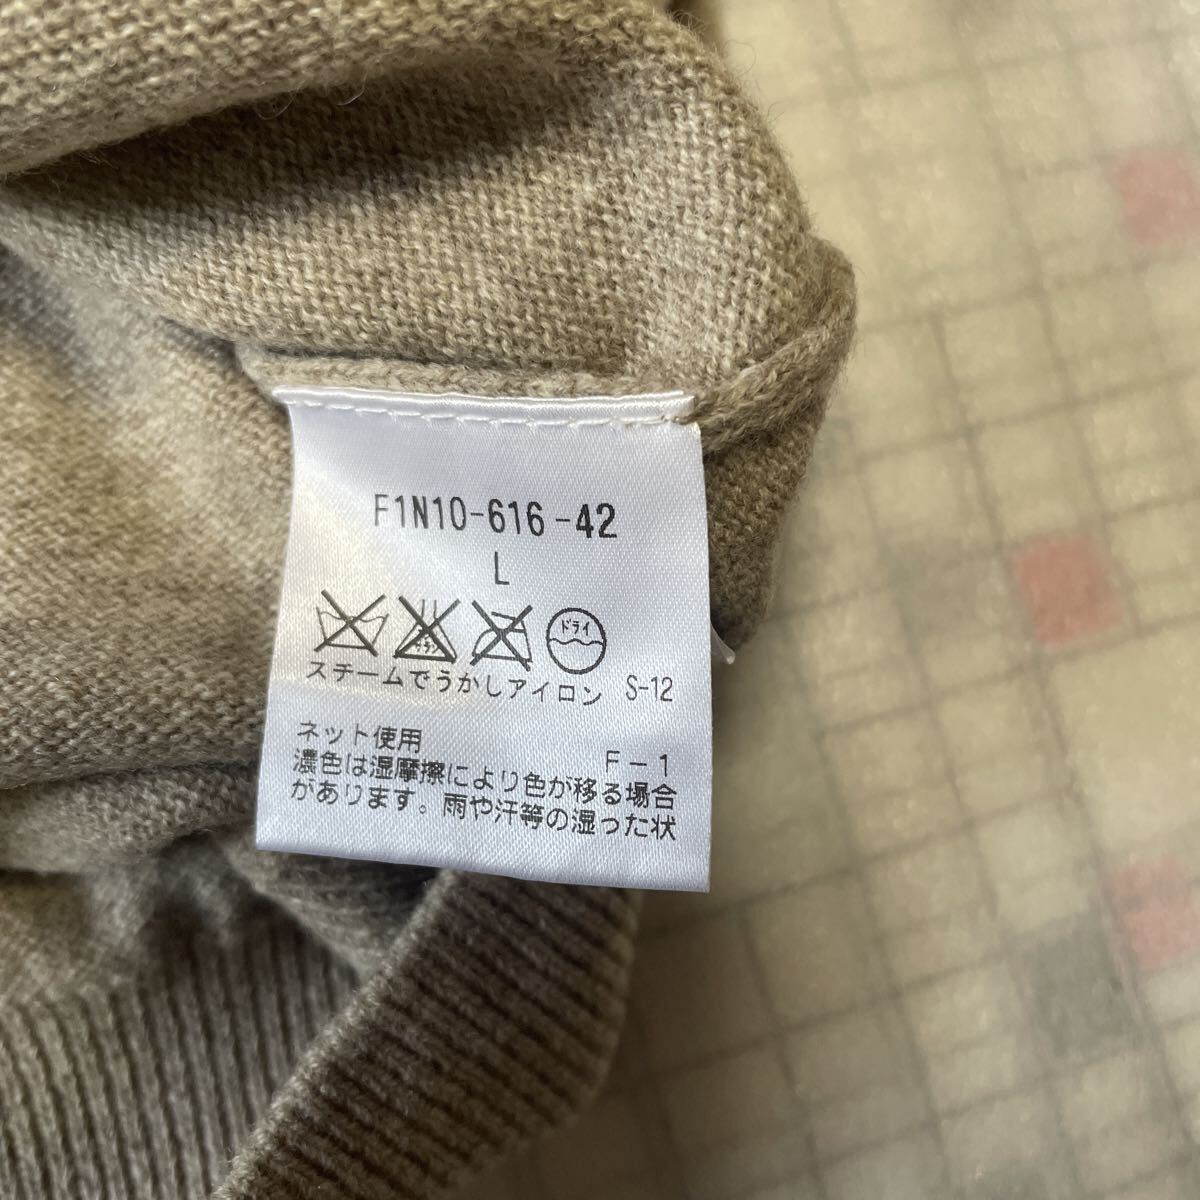 F1N10-616-42
L
ドライ
スチームでうかしアイロン S-12
ネット使用 F-1
濃色は湿摩擦により色が移る場合
があります。雨や汗等の湿った状